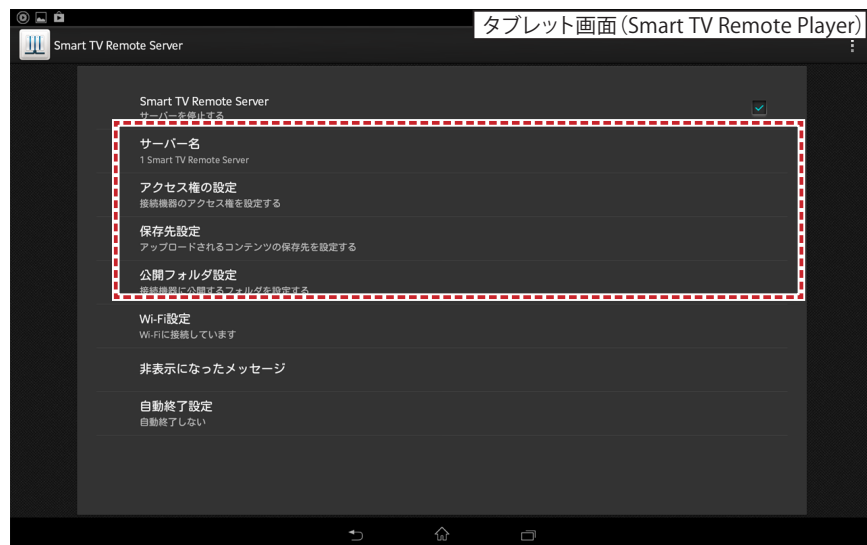 タブレット画面（Smart TV Remote Player）
Smart TV Remote Server
Smart TV Remote Server
サーバーを停止する
サーバー名
1 Smart TV Remote Server
アクセス権の設定
接続機器のアクセス権を設定する
保存先設定
アップロードされるコンテンツの保存先を設定する
公開フォルダ設定
接続機器に公開するフォルダを設定する
Wi-Fi設定
Wi-Fiに接続しています
非表示になったメッセージ
自動終了設定
自動終了しない